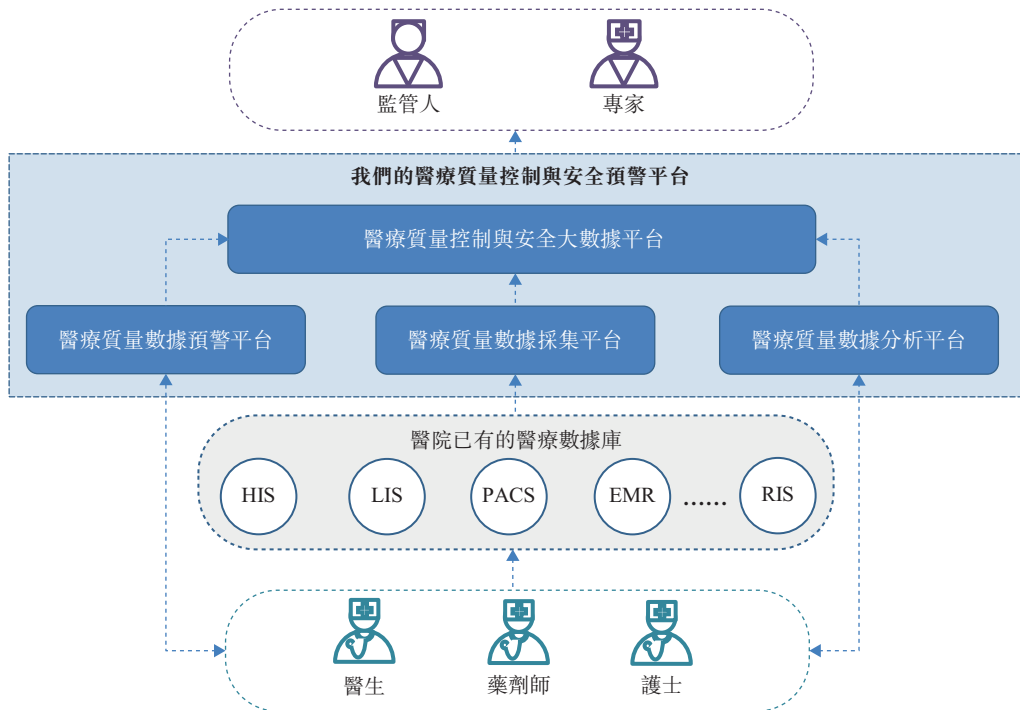 監管人
專家
我們的醫療質量控制與安全預警平台
醫療質量控制與安全大數據平台
醫療質量數據預警平台
醫療質量數據採集平台
醫療質量數據分析平台
醫院已有的醫療數據庫
HIS
LIS
PACS
EMR
......
RIS
醫生
藥劑師
護士